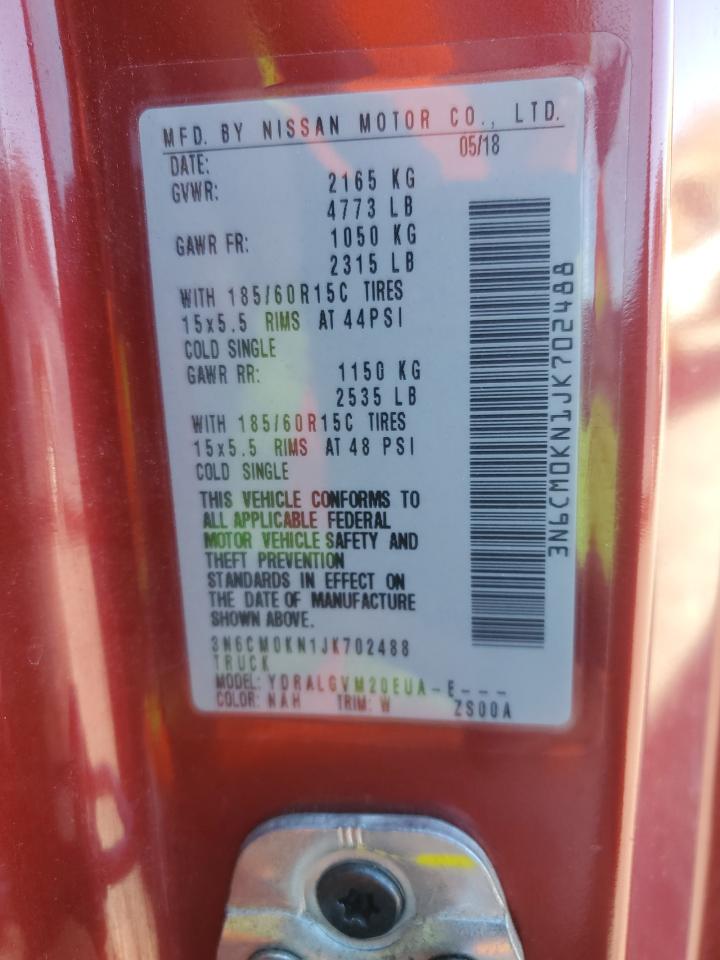 MFD. BY NISSAN MOTOR CO., LTD.
DATE: 05/18
GVWR: 2165 KG
4773 LB
GAWR FR: 1050 KG
2315 LB
WITH 185/60R15C TIRES
15x5.5 RIMS AT 44PSI
COLD SINGLE
GAWR RR: 1150 KG
2535 LB
WITH 185/60R15C TIRES
15x5.5 RIMS AT 48 PSI
COLD SINGLE
THIS VEHICLE CONFORMS TO
ALL APPLICABLE FEDERAL
MOTOR VEHICLE SAFETY AND
THEFT PREVENTION
STANDARDS IN EFFECT ON
THE DATE OF MANUFACTURE
SHOWN ABOVE.
3N6CM0KN1JK702488
TRUCK
MODEL: YDRALGVM20EUA-E---
COLOR: NAH TRIM: W ZS00A
3N6CM0KN1JK702488